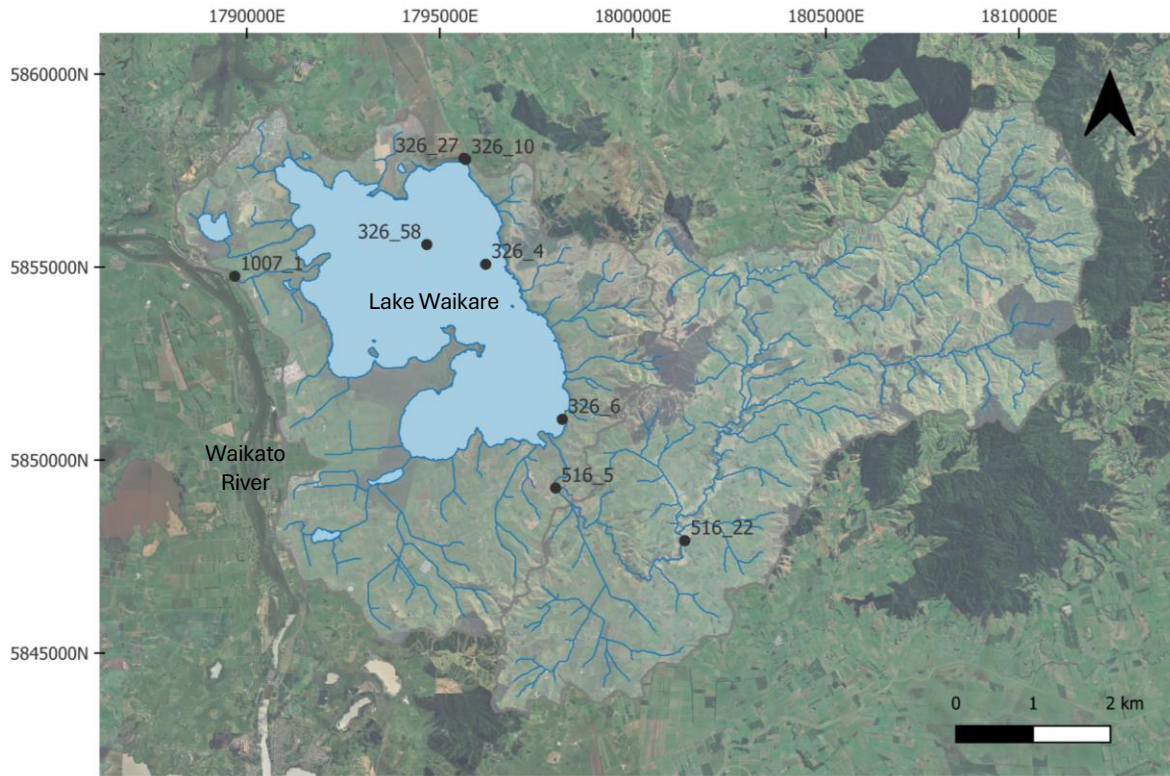 1790000E 1795000E 1800000E 1805000E 1810000E
5860000N
326_27 326_10
326_58
326_4
5855000N
1007_1
Lake Waikare
326_6
5850000N
Waikato
River
516_5
516_22
5845000N
0 1 2 km